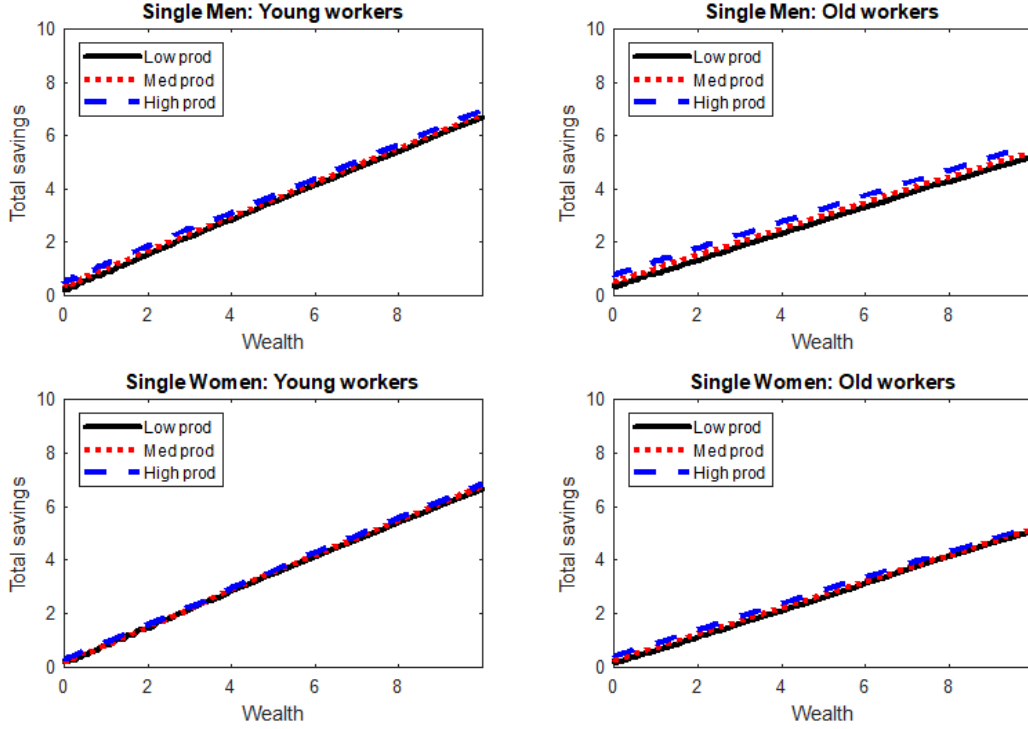 Single Men: Young workers
10
8
6
4
2
0
Total savings
Low prod
Med prod
High prod
0 2 4 6 8
Wealth
Single Men: Old workers
10
8
6
4
2
0
Total savings
Low prod
Med prod
High prod
0 2 4 6 8
Wealth
Single Women: Young workers
10
8
6
4
2
0
Total savings
Low prod
Med prod
High prod
0 2 4 6 8
Wealth
Single Women: Old workers
10
8
6
4
2
0
Total savings
Low prod
Med prod
High prod
0 2 4 6 8
Wealth